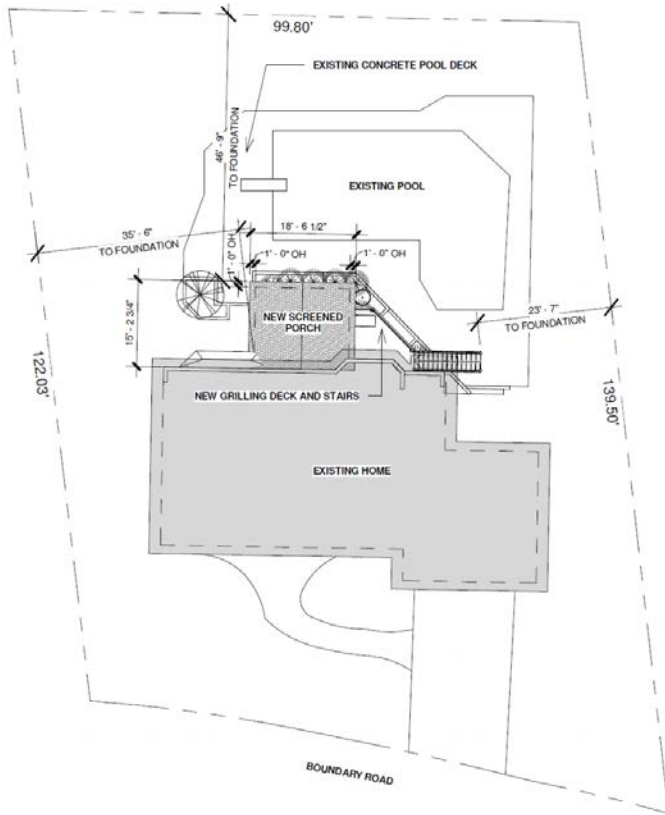 99.80'
EXISTING CONCRETE POOL DECK
46' - 9"
TO FOUNDATION
EXISTING POOL
35' - 6"
TO FOUNDATION
18' - 6 1/2"
1' - 0" OH
1' - 0" OH
1' - 0" OH
15' - 2 3/4"
NEW SCREENED
PORCH
23' - 7"
TO FOUNDATION
122.03'
139.50'
NEW GRILLING DECK AND STAIRS
EXISTING HOME
BOUNDARY ROAD